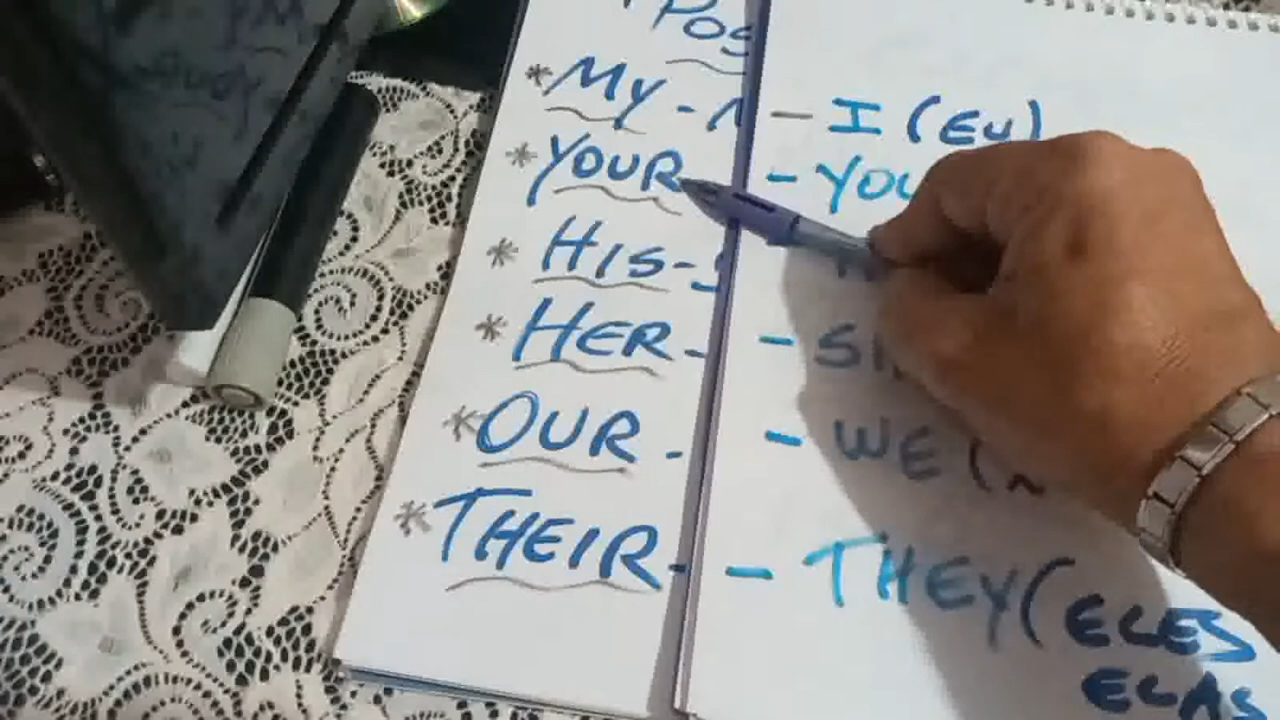 Pos
* My - - I (Eu)
* YOUR - YOU
* HIS -
* HER - -
* OUR - - WE (
* THEIR - - THEY (ELES
ELAS